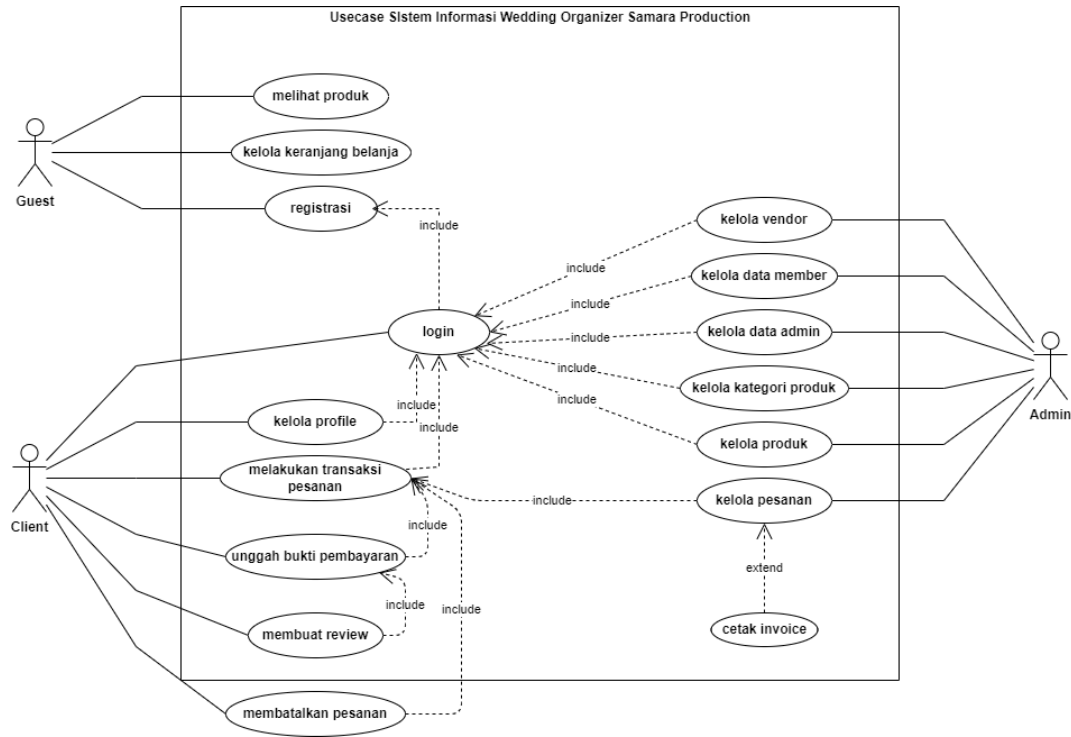 Usecase SIstem Informasi Wedding Organizer Samara Production
melihat produk
kelola keranjang belanja
Guest
registrasi
include
kelola vendor
include
kelola data member
include
login
include
kelola data admin
Admin
include
kelola kategori produk
include
kelola profile
include
include
kelola produk
Client
melakukan transaksi
pesanan
include
kelola pesanan
include
unggah bukti pembayaran
extend
include
include
membuat review
cetak invoice
membatalkan pesanan